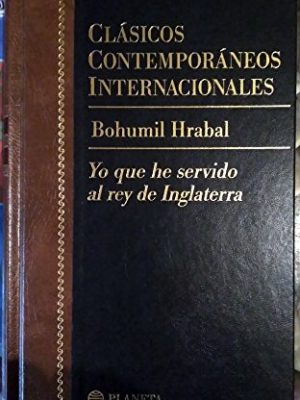 CLÁSICOS
CONTEMPORÁNEOS
INTERNACIONALES
Bohumil Hrabal
Yo que he servido
al rey de Inglaterra
PLANETA